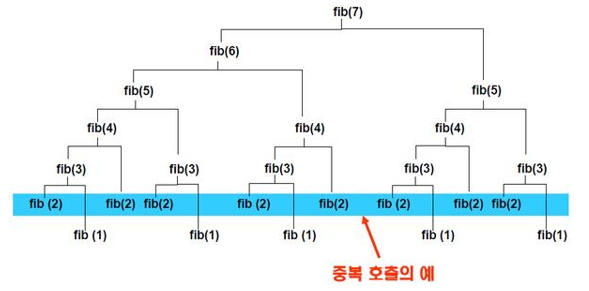 fib(7)
fib(6)
fib(5) fib(5)
fib(4) fib(4) fib(4)
fib(3) fib(3) fib(3) fib(3) fib(3)
fib (2) fib(2) fib(2) fib (2) fib(2) fib (2) fib(2) fib(2)
fib (1) fib(1) fib (1) fib (1) fib(1)
중복 호출의 예